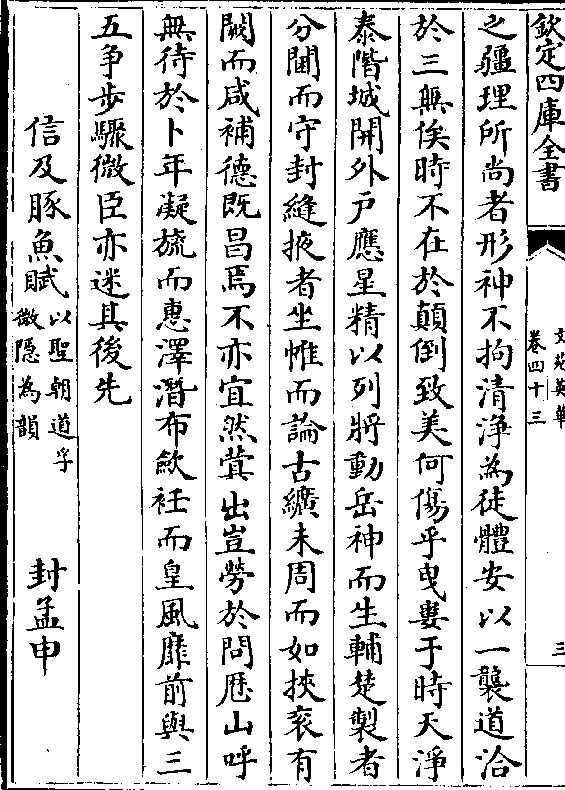 欽定四庫全書
文苑英華
卷四十三
三
之疆理所尚者形神不拘清浄為徒體安以一襲道洽
於三無俟時不在於顛倒致美何傷乎曳婁于時天淨
泰階城開外戶應星精以列將動岳神而生輔楚製者
分閫而守封縫掖者坐帷而論古纊未周而如挾衮有
闕而咸補德既昌焉不亦宜然蓂出豈勞於問厯山呼
無待於卜年凝旒而惠澤潛布斂衽而皇風靡前與三
五爭步驟微臣亦迷其後先
信及豚魚賦以聖朝道孚
微隱為韻
封孟申